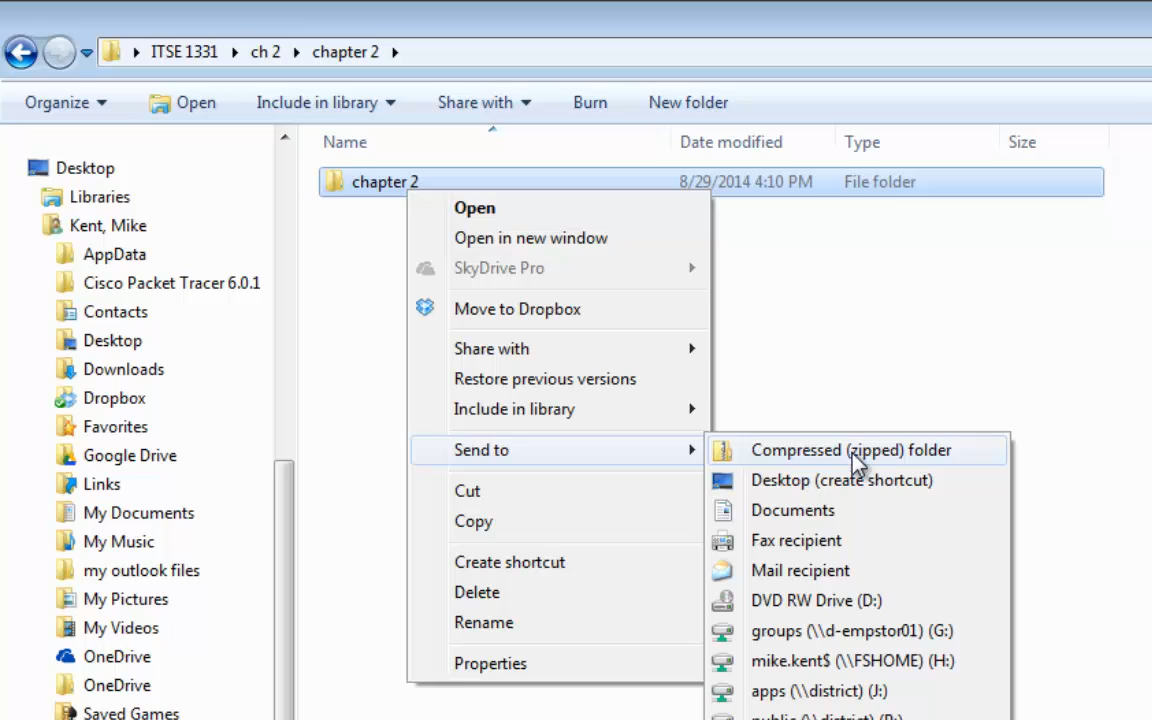 ITSE 1331 ch 2 chapter 2
Organize Open Include in library Share with Burn New folder
Name Date modified Type Size
chapter 2 8/29/2014 4:10 PM File folder
Desktop
Libraries
Kent, Mike
AppData
Cisco Packet Tracer 6.0.1
Contacts
Desktop
Downloads
Dropbox
Favorites
Google Drive
Links
My Documents
My Music
my outlook files
My Pictures
My Videos
OneDrive
OneDrive
Saved Games
Open
Open in new window
SkyDrive Pro
Move to Dropbox
Share with
Restore previous versions
Include in library
Send to
Cut
Copy
Create shortcut
Delete
Rename
Properties
Compressed (zipped) folder
Desktop (create shortcut)
Documents
Fax recipient
Mail recipient
DVD RW Drive (D:)
groups (\\d-empstor01) (G:)
mike.kent$ (\\FSHOME) (H:)
apps (\\district) (J:)
public (\\district)